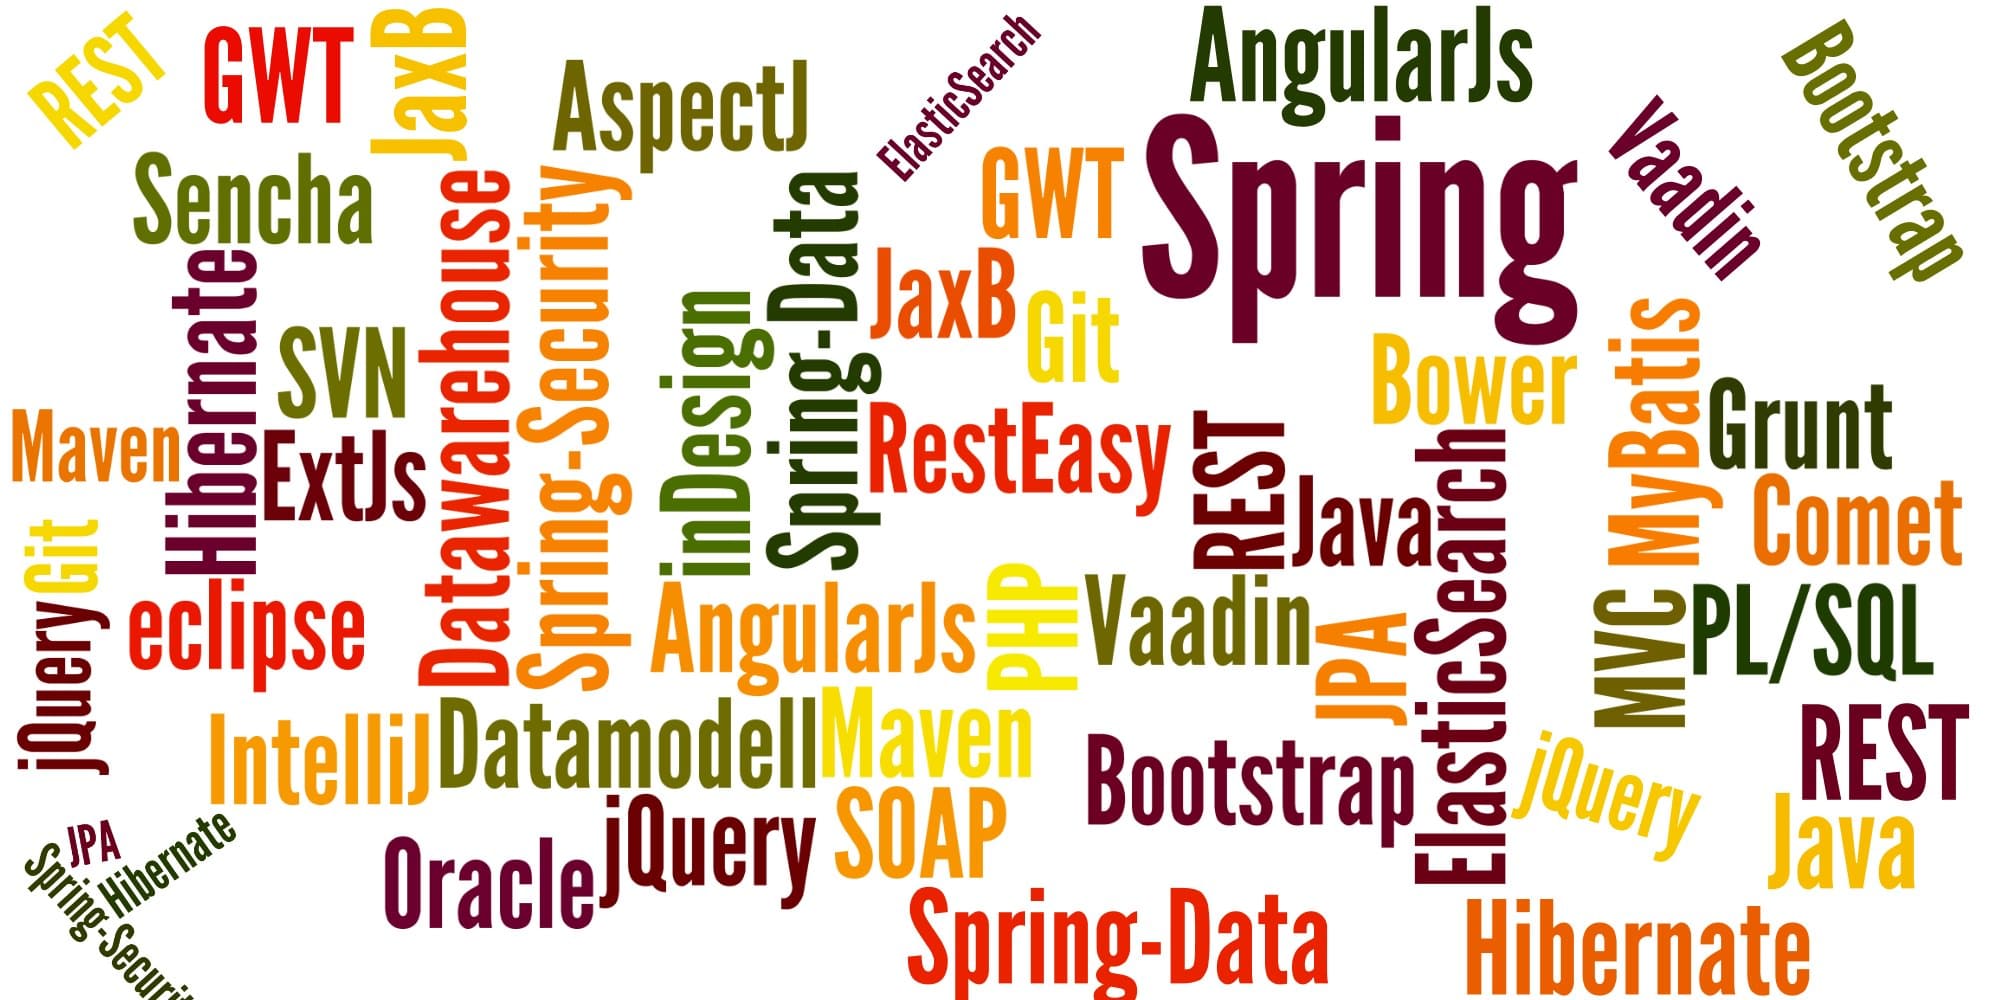 REST
GWT
JaxB
AspectJ
ElasticSearch
AngularJs
Bootstrap
Sencha
Spring-Security
Spring-Data
GWT
Spring
Vaadin
Datawarehouse
Hibernate
SVN
inDesign
JaxB
Git
Bower
MyBatis
Grunt
Maven
ExtJs
RestEasy
REST
Java
ElasticSearch
Comet
Git
eclipse
AngularJs
PHP
Vaadin
JPA
MVC
PL/SQL
jQuery
IntelliJ
Datamodell
Maven
Bootstrap
jQuery
REST
JPA
Hibernate
Spring-Securit
Oracle
jQuery
SOAP
Java
Spring-Data
Hibernate